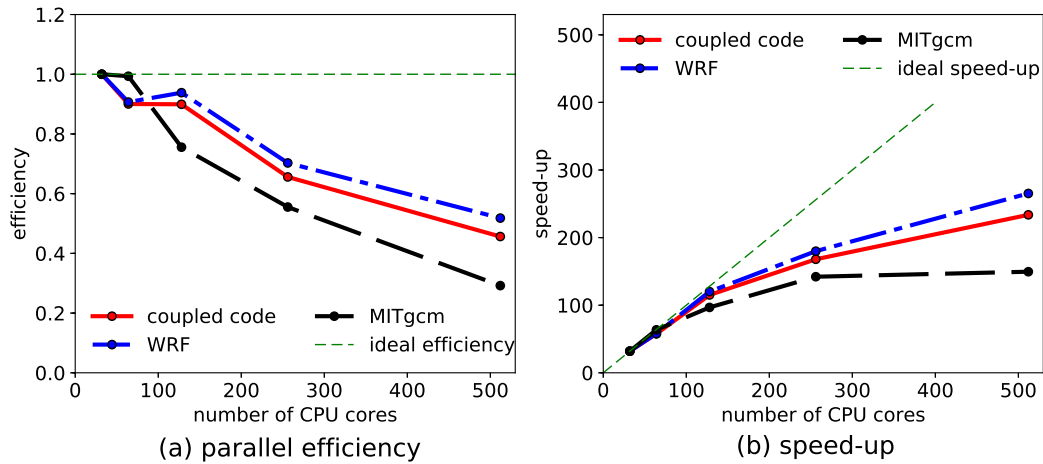 1.2
1.0
0.8
0.6
0.4
0.2
0.0
efficiency
coupled code
WRF
MITgcm
ideal efficiency
0
100
200
300
400
500
number of CPU cores
(a) parallel efficiency
500
400
300
200
100
0
speed-up
coupled code
WRF
MITgcm
ideal speed-up
0
100
200
300
400
500
number of CPU cores
(b) speed-up